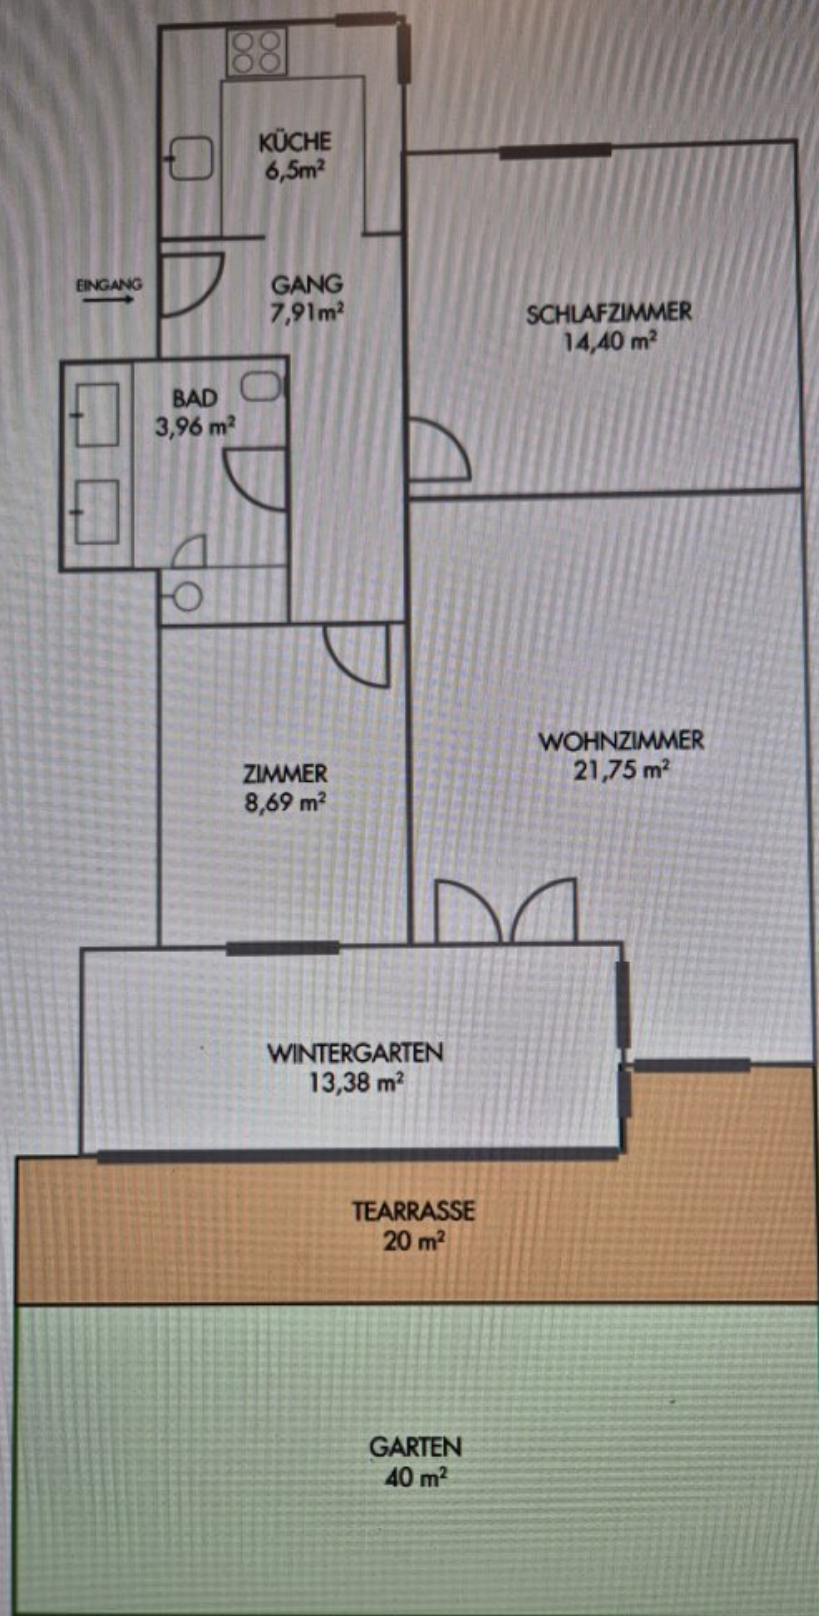 KÜCHE
6,5m²
EINGANG
GANG
7,91m²
SCHLAFZIMMER
14,40 m²
BAD
3,96 m²
ZIMMER
8,69 m²
WOHNZIMMER
21,75 m²
WINTERGARTEN
13,38 m²
TEARRASSE
20 m²
GARTEN
40 m²